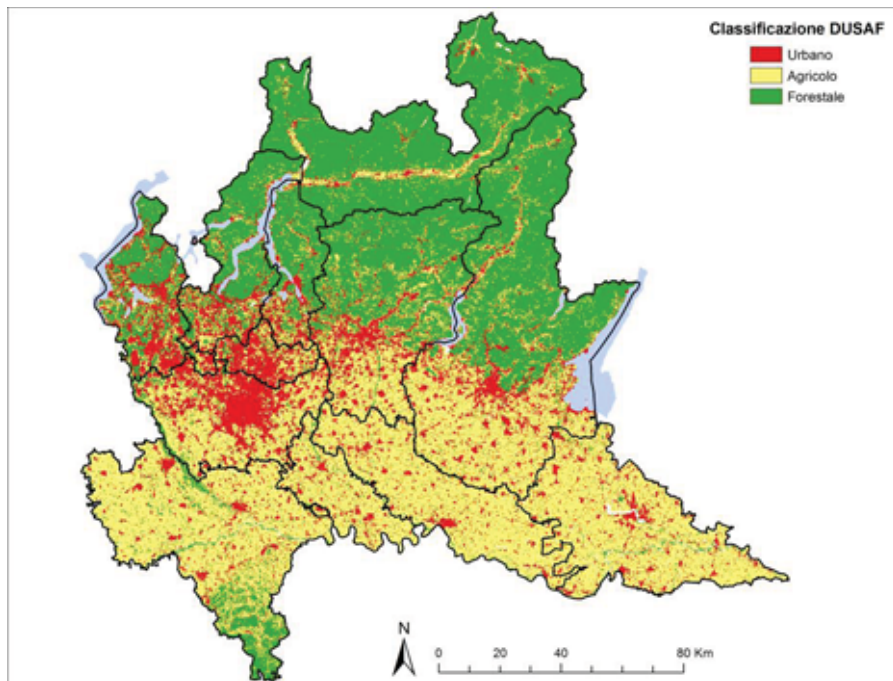 Classificazione DUSAF
Urbano
Agricolo
Forestale
N
0 20 40 80 Km